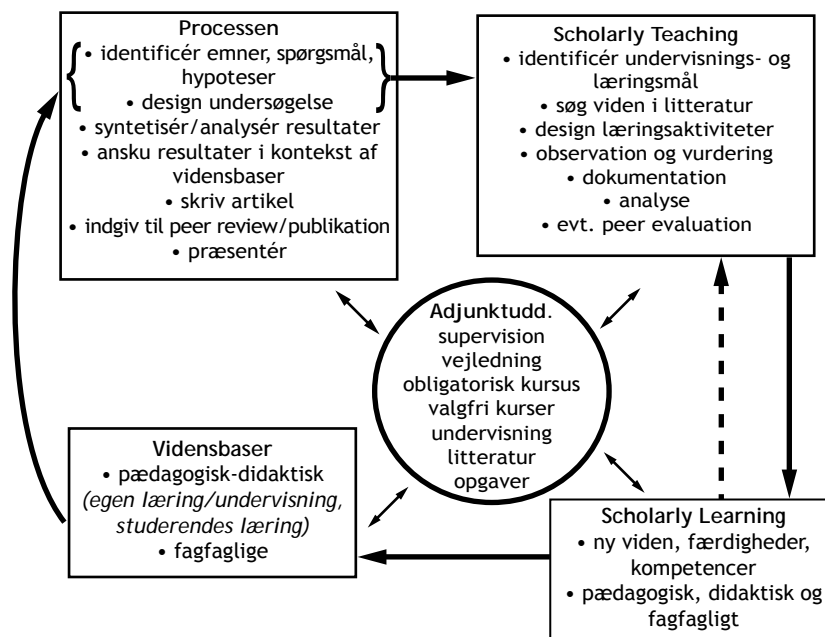 Processen
• identificér emner, spørgsmål,
hypoteser
• design undersøgelse
• syntetisér/analysér resultater
• ansku resultater i kontekst af
vidensbaser
• skriv artikel
• indgiv til peer review/publikation
• præsentér
Scholarly Teaching
• identificér undervisnings- og
læringsmål
• søg viden i litteratur
• design læringsaktiviteter
• observation og vurdering
• dokumentation
• analyse
• evt. peer evaluation
Adjunktudd.
supervision
vejledning
obligatorisk kursus
valgfri kurser
undervisning
litteratur
opgaver
Vidensbaser
• pædagogisk-didaktisk
(egen læring/undervisning,
studerendes læring)
• fagfaglige
Scholarly Learning
• ny viden, færdigheder,
kompetencer
• pædagogisk, didaktisk og
fagfagligt